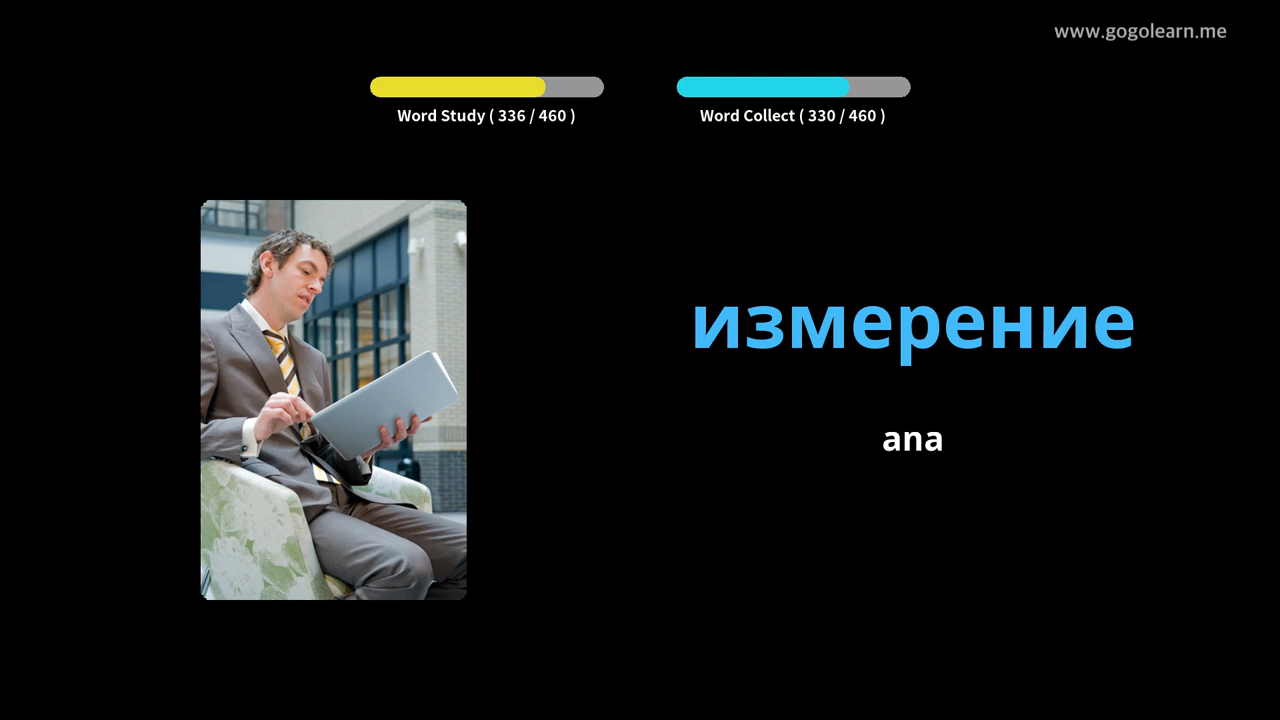 www.gogolearn.me
Word Study ( 336 / 460 )
Word Collect ( 330 / 460 )
измерение
ana